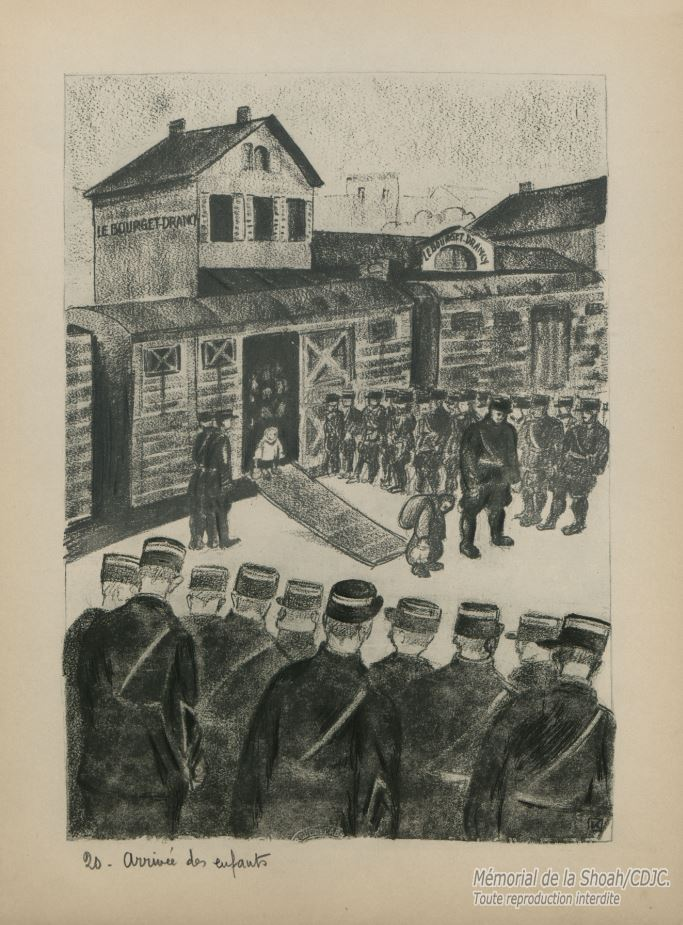 LE BOURGET-DRANCY
LE BOURGET.DRANCY
20 - Arrivée des enfants
Mémorial de la Shoah/CDJC.
Toute reproduction interdite